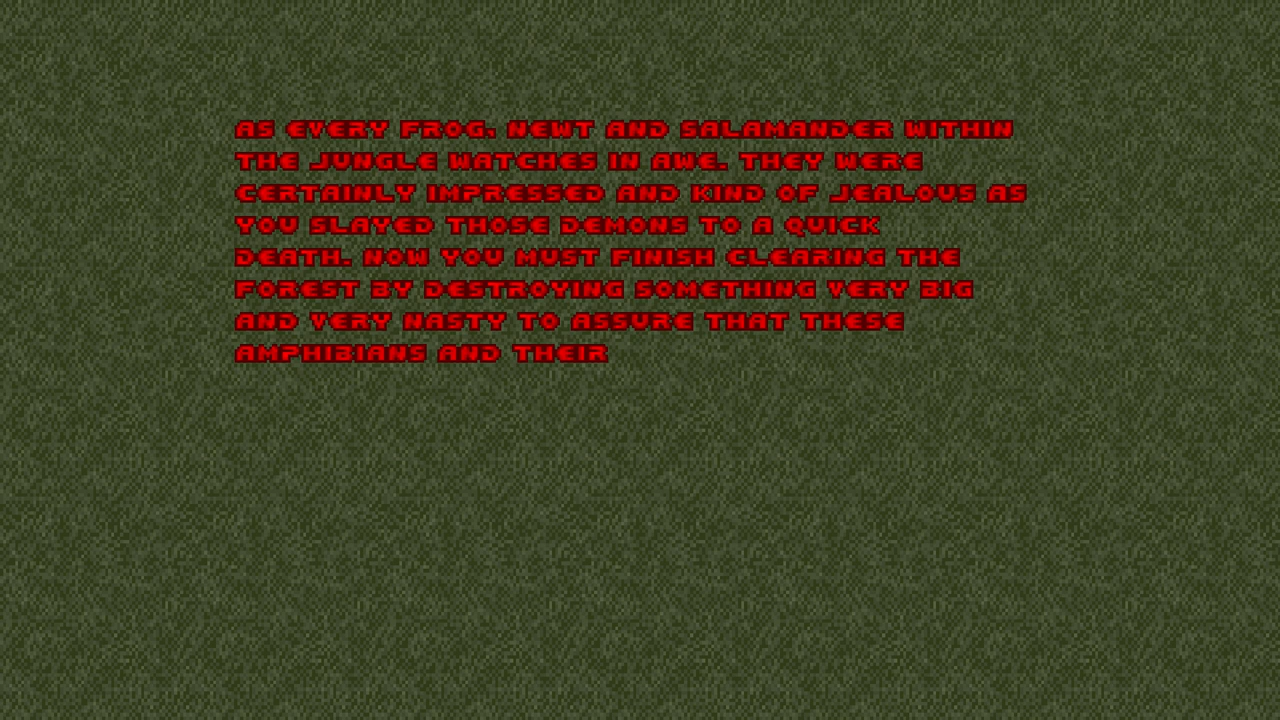 AS EVERY FROG, NEWT AND SALAMANDER WITHIN
THE JUNGLE WATCHES IN AWE. THEY WERE
CERTAINLY IMPRESSED AND KIND OF JEALOUS AS
YOU SLAYED THOSE DEMONS TO A QUICK
DEATH. NOW YOU MUST FINISH CLEARING THE
FOREST BY DESTROYING SOMETHING VERY BIG
AND VERY NASTY TO ASSURE THAT THESE
AMPHIBIANS AND THEIR